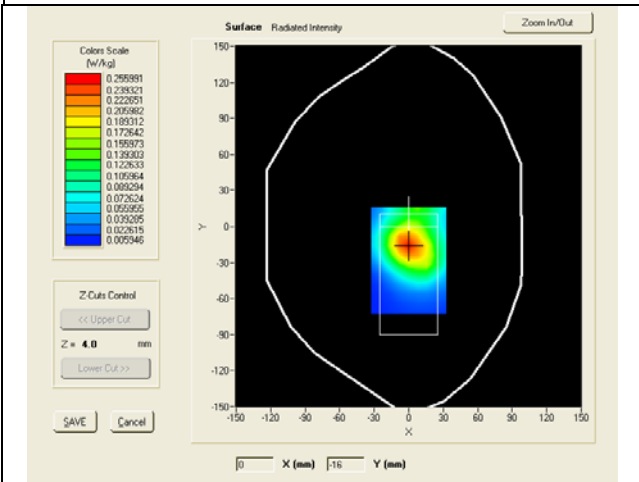 Surface Radiated Intensity
Zoom In/Out
Colors Scale
(W/kg)
0.255991
0.239321
0.222651
0.205982
0.189312
0.172642
0.155973
0.139303
0.122633
0.105964
0.089294
0.072624
0.055955
0.039285
0.022615
0.005946
150-
120-
90-
60-
30-
0-
-30-
-60-
-90-
-120-
-150-
Y
-150 -120 -90 -60 -30 0 30 60 90 120 150
X
Z-Cuts Control
<< Upper Cut
Z = 4.0 mm
Lower Cut >>
SAVE Cancel
0 X (mm) -16 Y (mm)